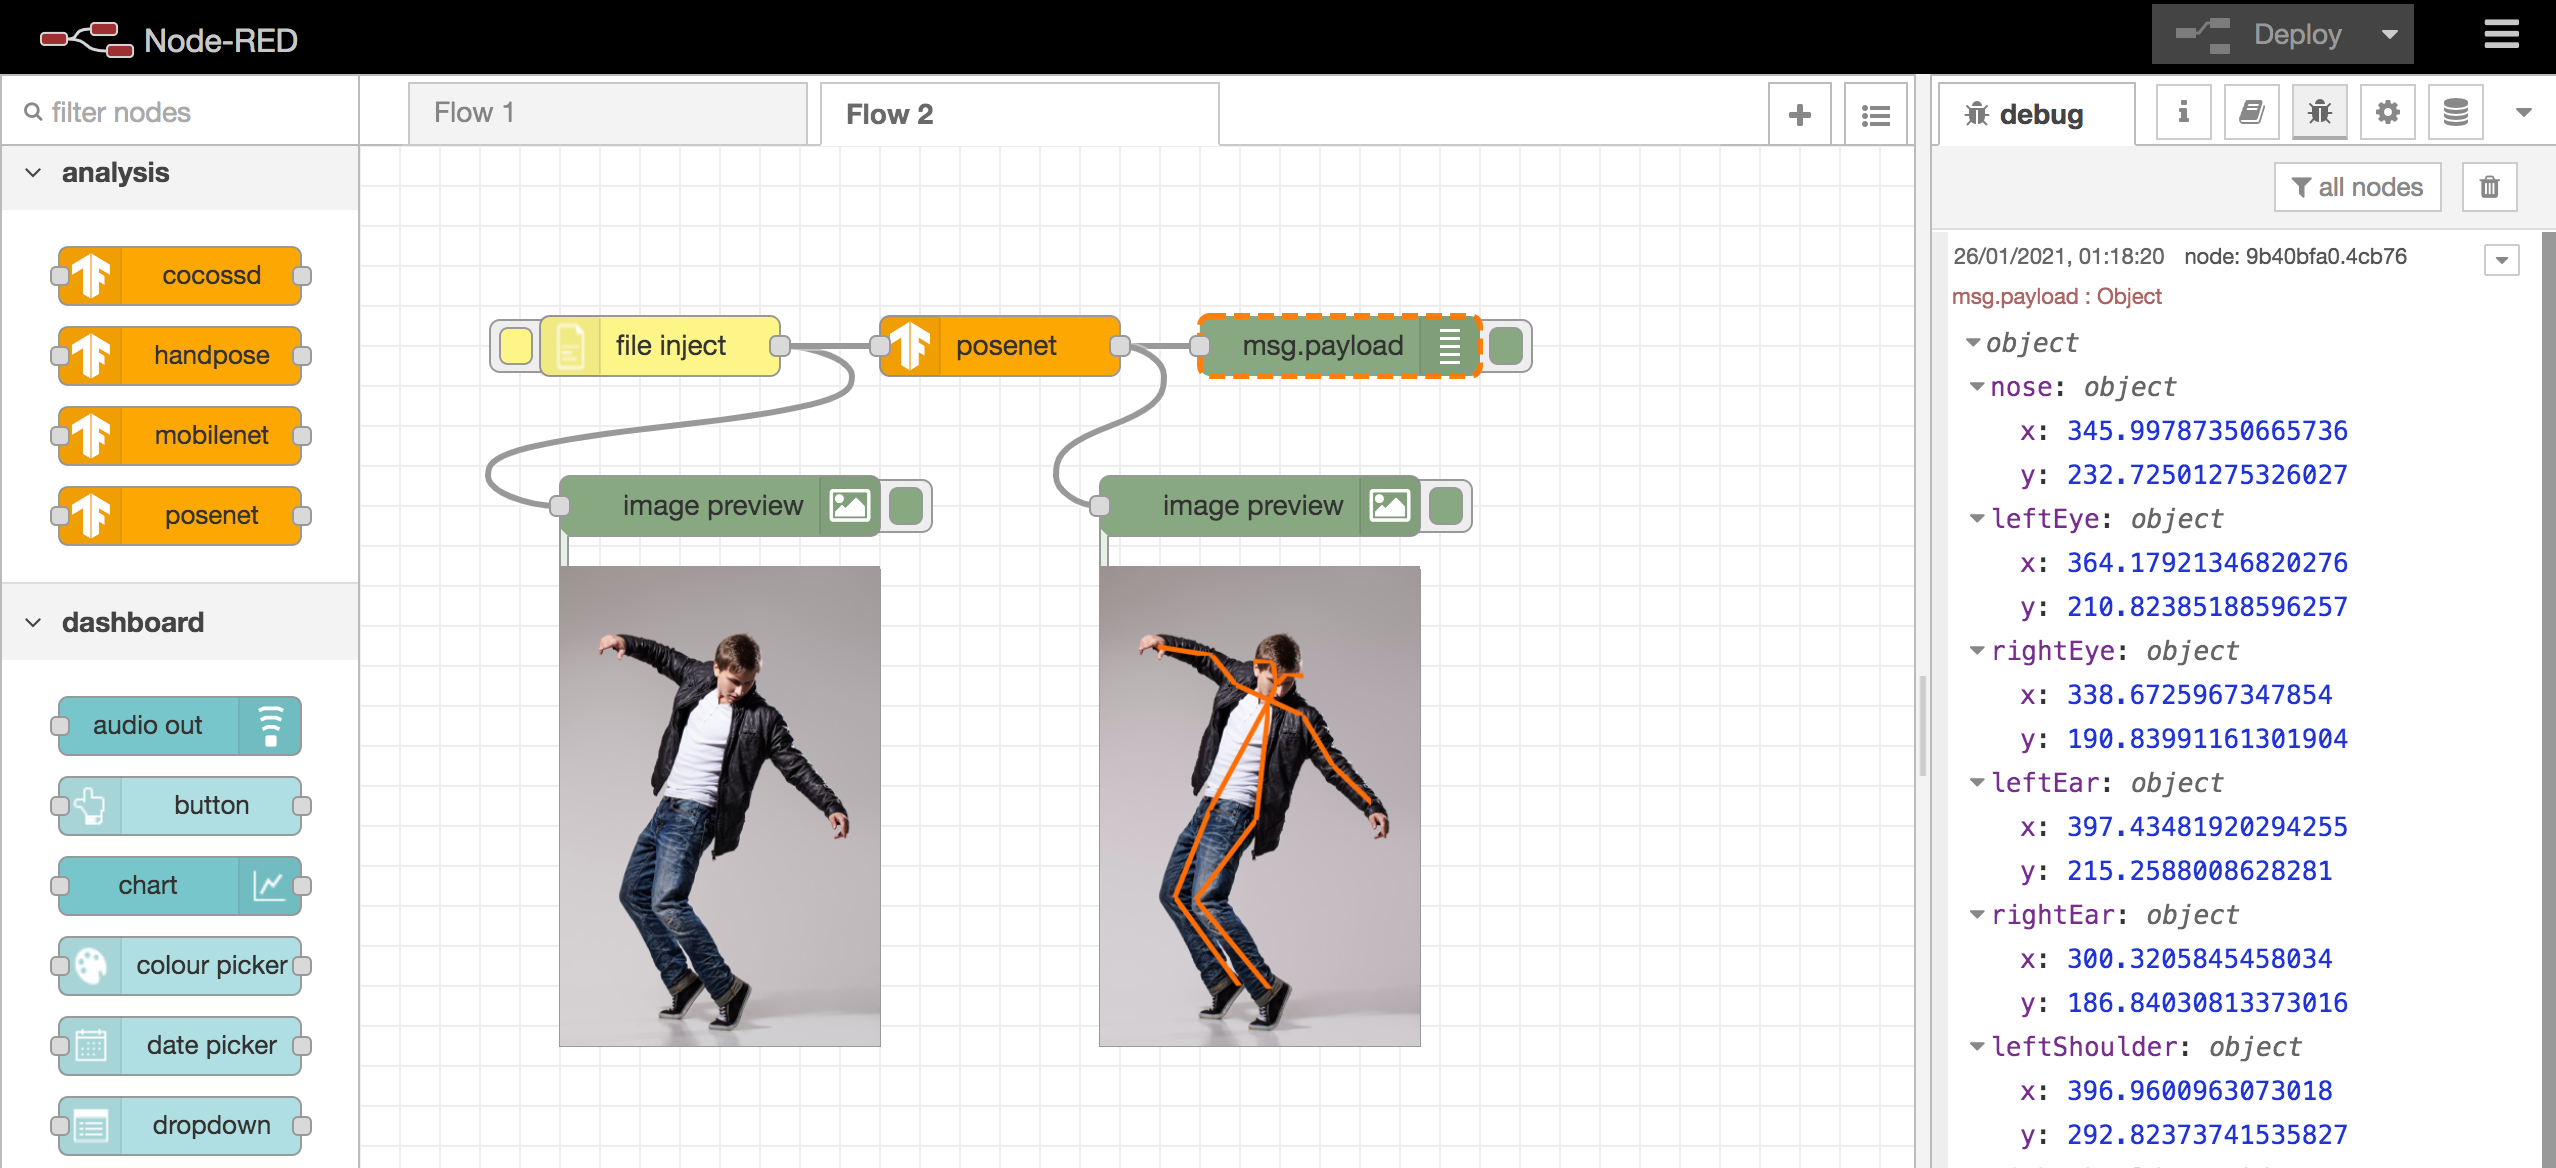 Node-RED
Deploy
filter nodes
Flow 1
Flow 2
debug
all nodes
analysis
cocossd
handpose
mobilenet
posenet
dashboard
audio out
button
chart
colour picker
date picker
dropdown
file inject
posenet
msg.payload
image preview
image preview
26/01/2021, 01:18:20 node: 9b40bfa0.4cb76
msg.payload : Object
object
nose: object
x: 345.99787350665736
y: 232.72501275326027
leftEye: object
x: 364.17921346820276
y: 210.82385188596257
rightEye: object
x: 338.6725967347854
y: 190.83991161301904
leftEar: object
x: 397.43481920294255
y: 215.2588008628281
rightEar: object
x: 300.3205845458034
y: 186.84030813373016
leftShoulder: object
x: 396.9600963073018
y: 292.82373741535827